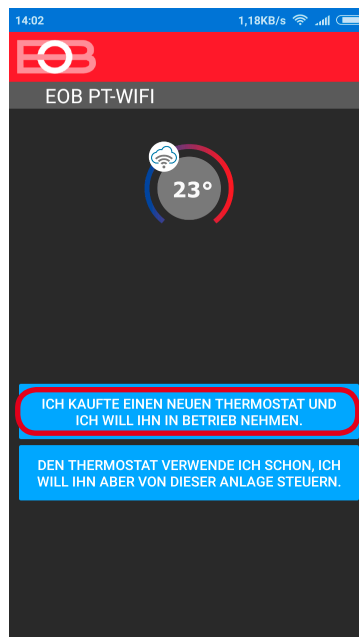 14:02 1,18KB/s
EOB
EOB PT-WIFI
23°
ICH KAUFTE EINEN NEUEN THERMOSTAT UND
ICH WILL IHN IN BETRIEB NEHMEN.
DEN THERMOSTAT VERWENDE ICH SCHON, ICH
WILL IHN ABER VON DIESER ANLAGE STEUERN.